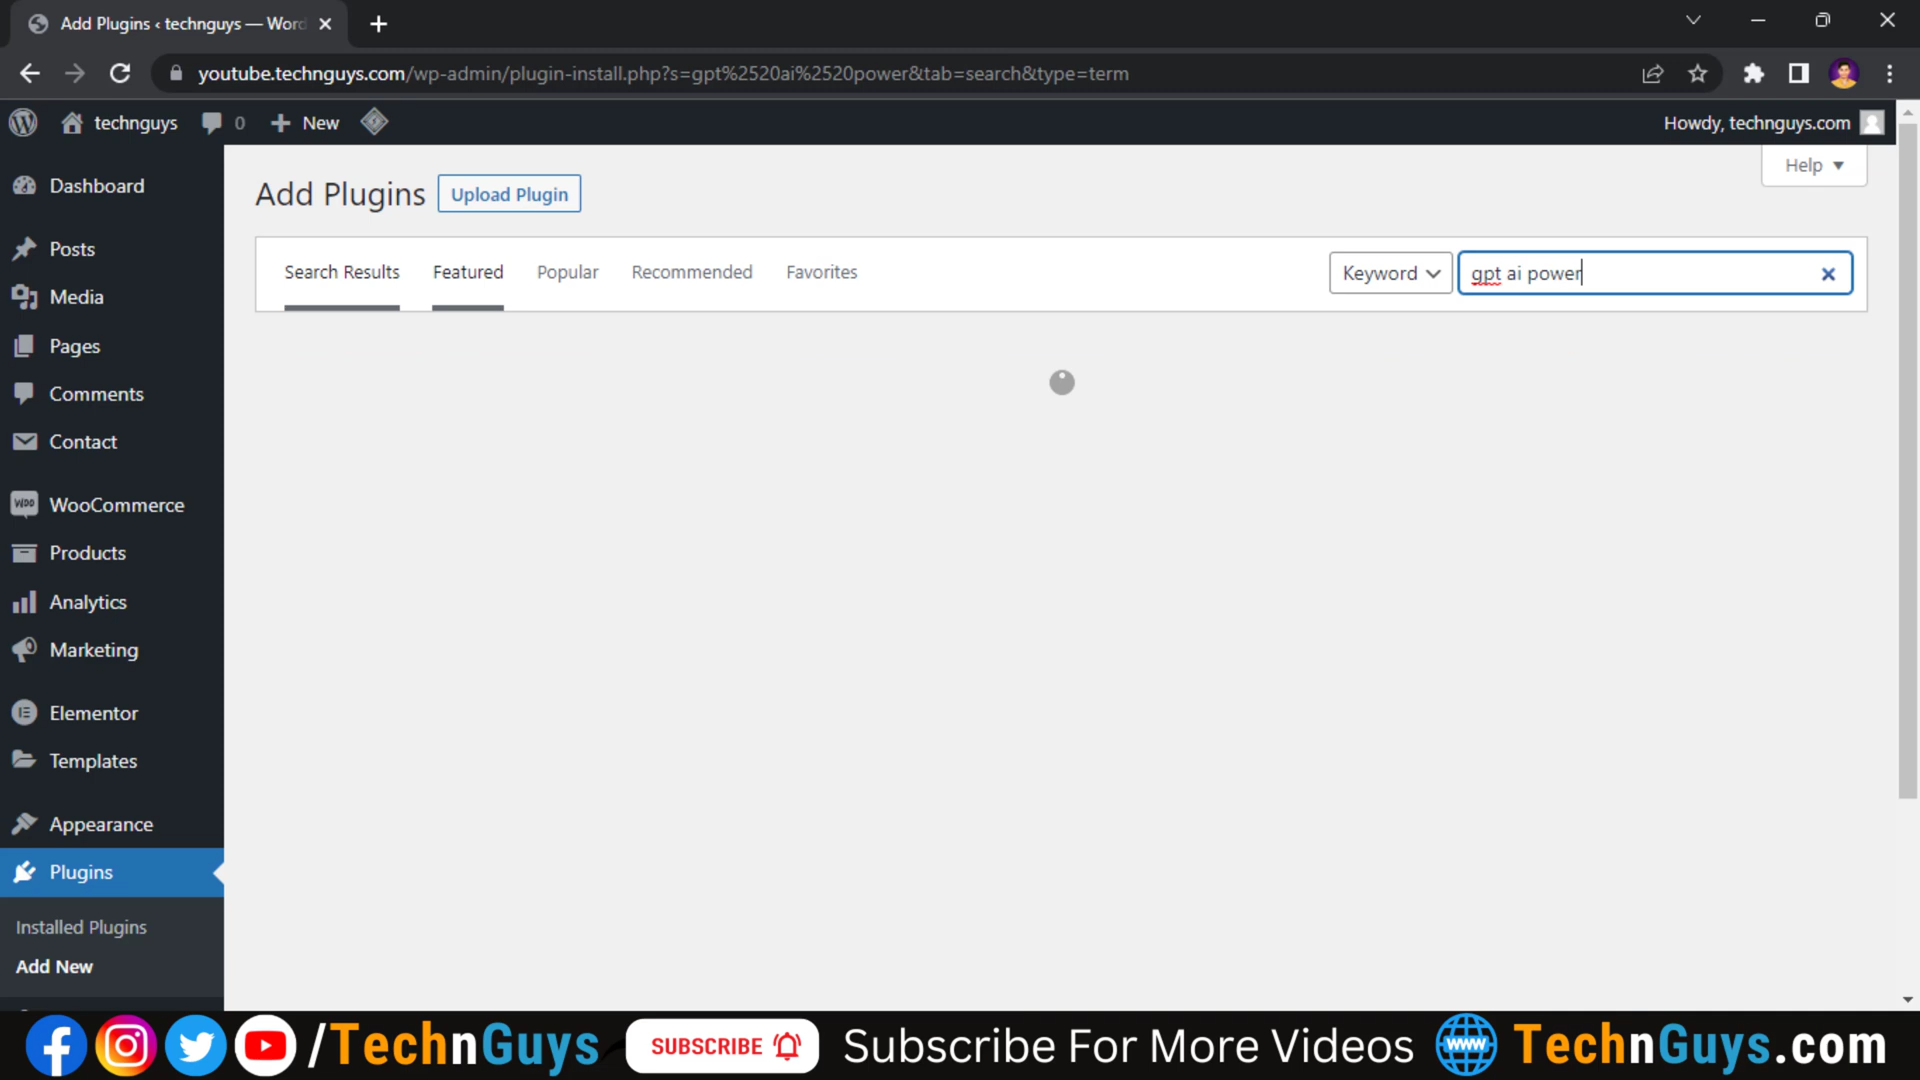 Add Plugins ‹ technguys — Word
youtube.technguys.com/wp-admin/plugin-install.php?s=gpt%2520ai%2520power&tab=search&type=term
technguys 0 New Howdy, technguys.com
Help
Dashboard
Posts
Media
Pages
Comments
Contact
WooCommerce
Products
Analytics
Marketing
Elementor
Templates
Appearance
Plugins
Installed Plugins
Add New
Add Plugins Upload Plugin
Search Results Featured Popular Recommended Favorites Keyword gpt ai power
/TechnGuys SUBSCRIBE Subscribe For More Videos www TechnGuys.com